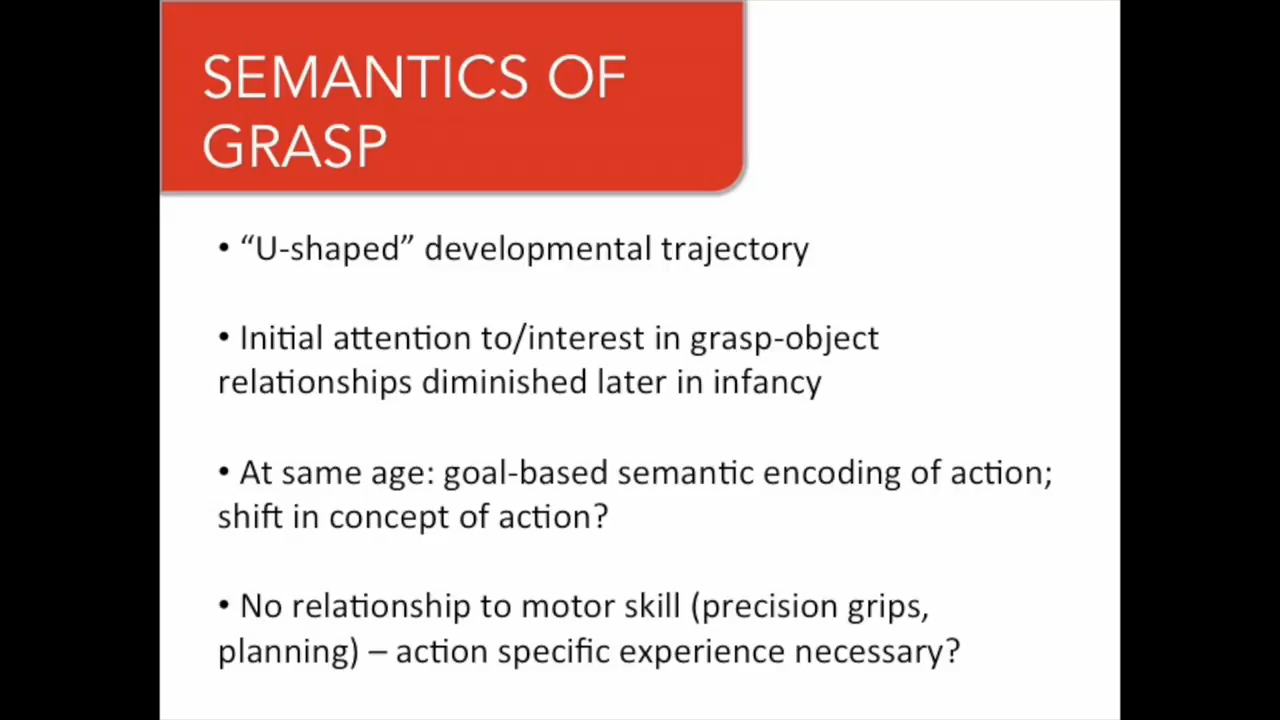 SEMANTICS OF
GRASP
• “U-shaped” developmental trajectory
• Initial attention to/interest in grasp-object
relationships diminished later in infancy
• At same age: goal-based semantic encoding of action;
shift in concept of action?
• No relationship to motor skill (precision grips,
planning) – action specific experience necessary?